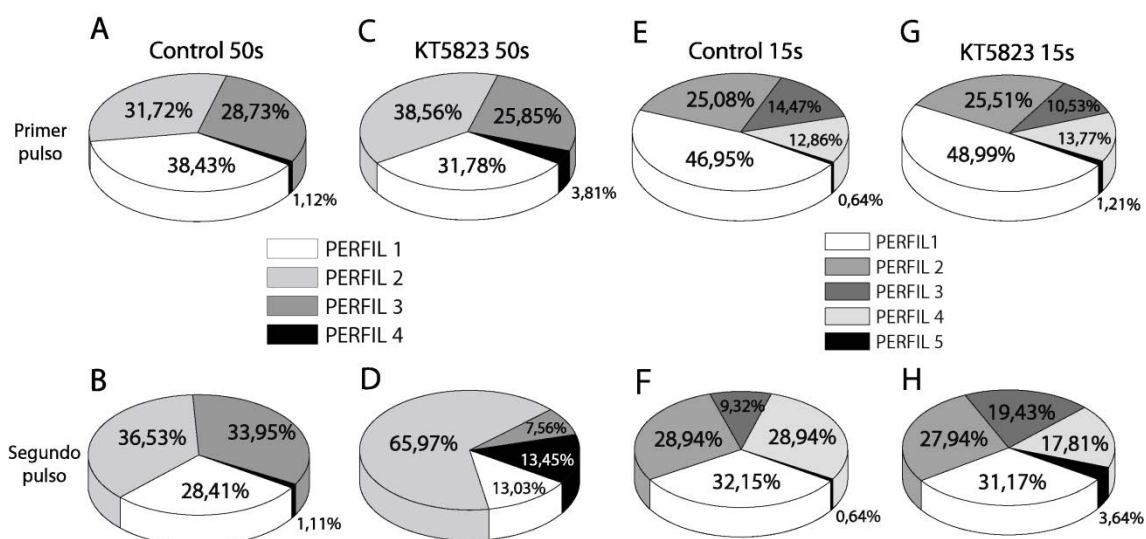 A
Control 50s
C
KT5823 50s
E
Control 15s
G
KT5823 15s
Primer
pulso
31,72%
28,73%
38,43%
1,12%
38,56%
25,85%
31,78%
3,81%
25,08%
14,47%
12,86%
46,95%
0,64%
25,51%
10,53%
13,77%
48,99%
1,21%
PERFIL 1
PERFIL 2
PERFIL 3
PERFIL 4
PERFIL1
PERFIL 2
PERFIL 3
PERFIL 4
PERFIL 5
B
D
F
H
Segundo
pulso
36,53%
33,95%
28,41%
1,11%
65,97%
7,56%
13,45%
13,03%
28,94%
9,32%
28,94%
32,15%
0,64%
27,94%
19,43%
17,81%
31,17%
3,64%